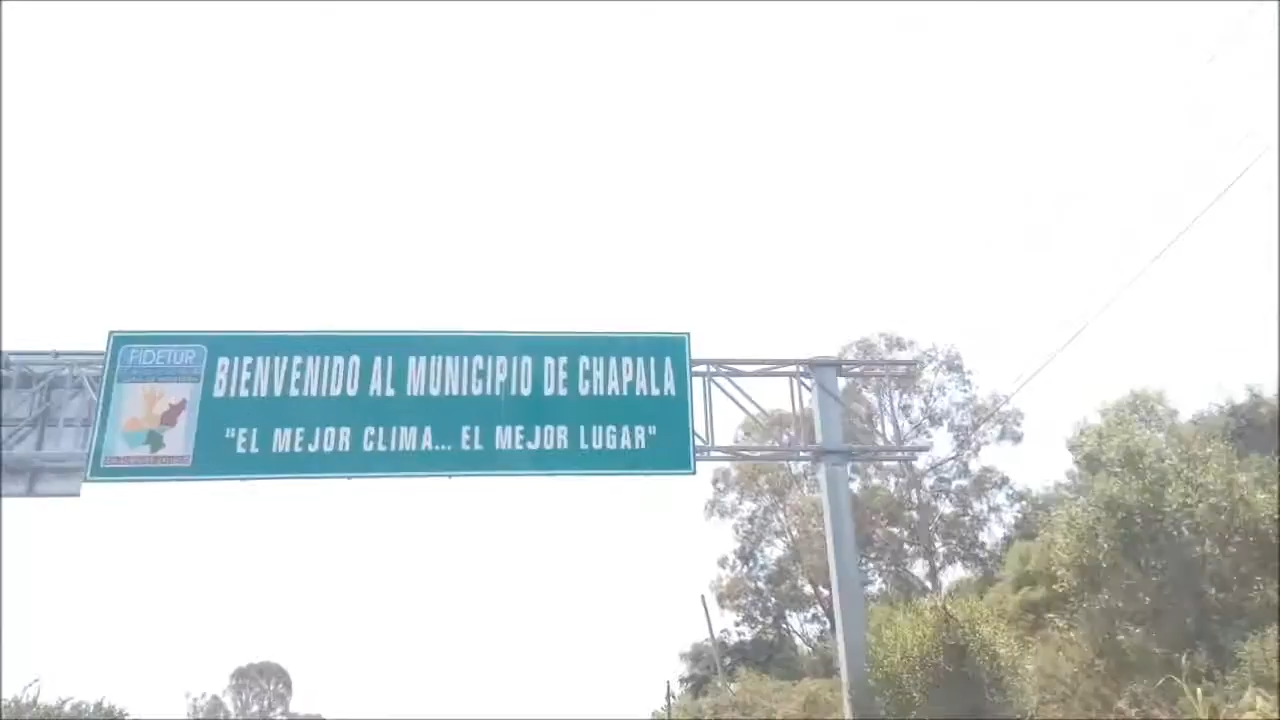 FIDETUR
BIENVENIDO AL MUNICIPIO DE CHAPALA
"EL MEJOR CLIMA... EL MEJOR LUGAR"